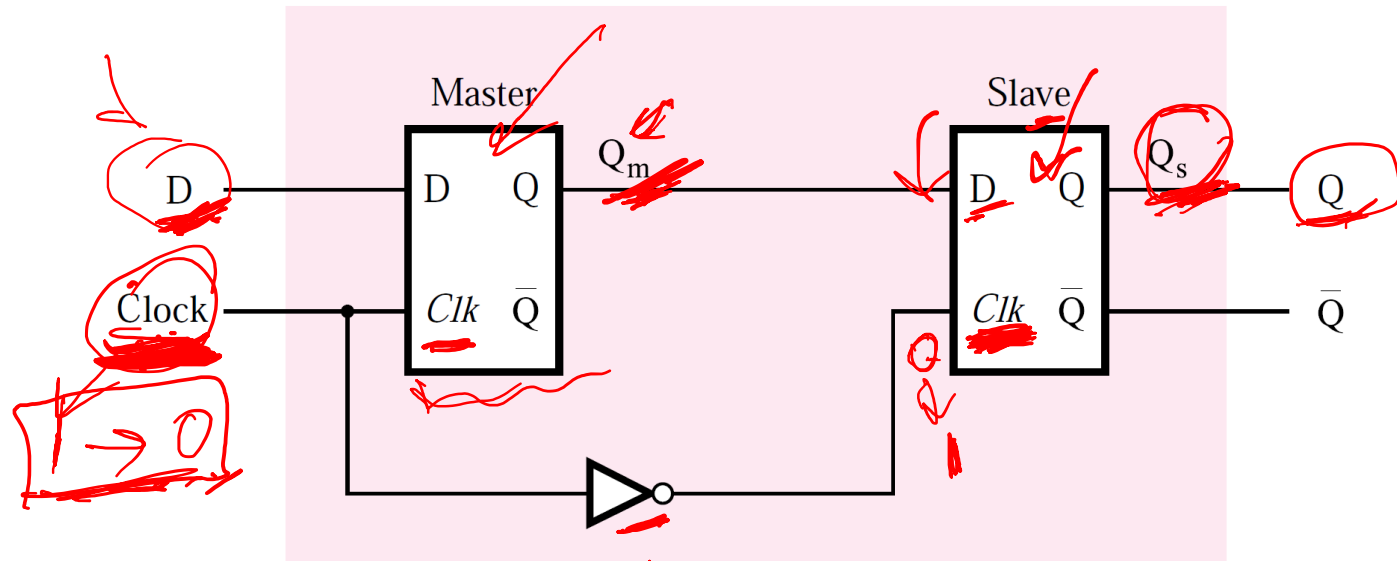 Master Slave
D D Q Qm D Q Qs Q
Clock Clk Q̅ Clk Q̅ Q̅
1 → 0 0
1